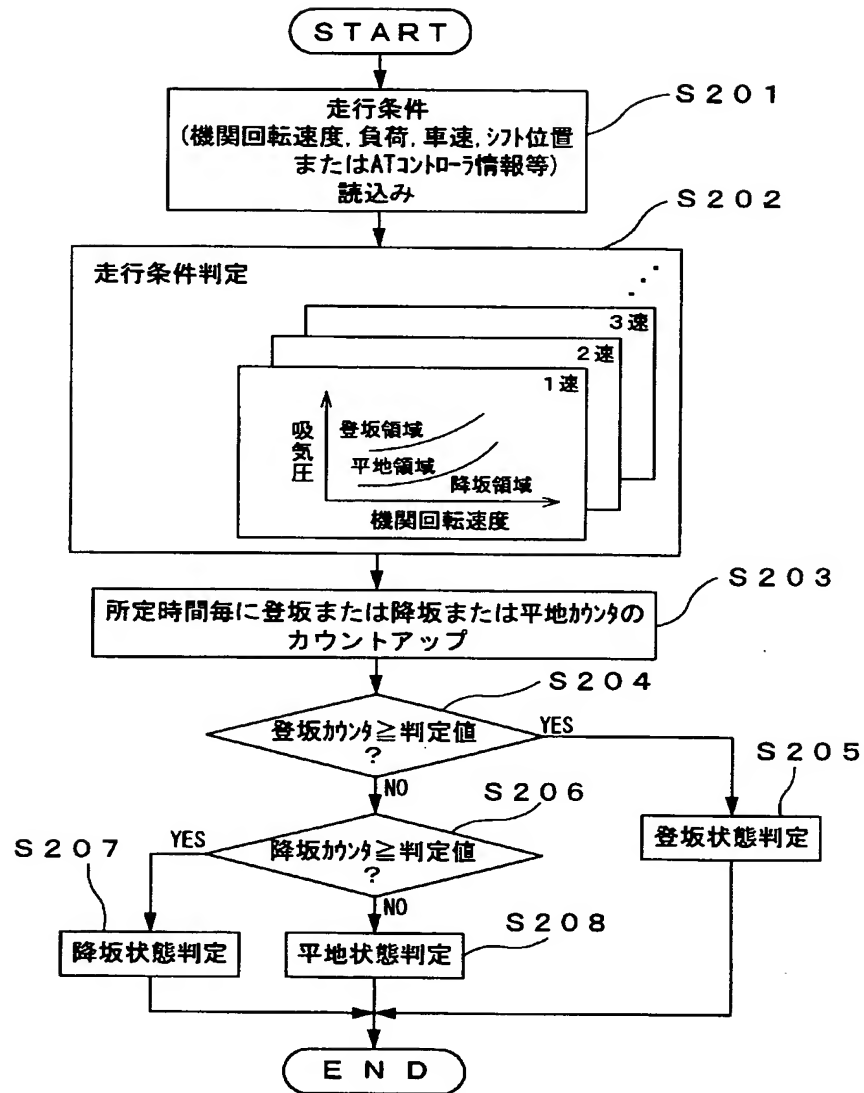 START
走行条件
(機関回転速度, 負荷, 車速, シフト位置
またはATコントローラ情報等)
読込み
S201
S202
走行条件判定
3速
2速
1速
吸気圧
登坂領域
平地領域
降坂領域
機関回転速度
S203
所定時間毎に登坂または降坂または平地カウンタの
カウントアップ
S204
登坂カウンタ≧判定値
?
YES
NO
S205
登坂状態判定
S206
降坂カウンタ≧判定値
?
YES
NO
S207
降坂状態判定
S208
平地状態判定
END